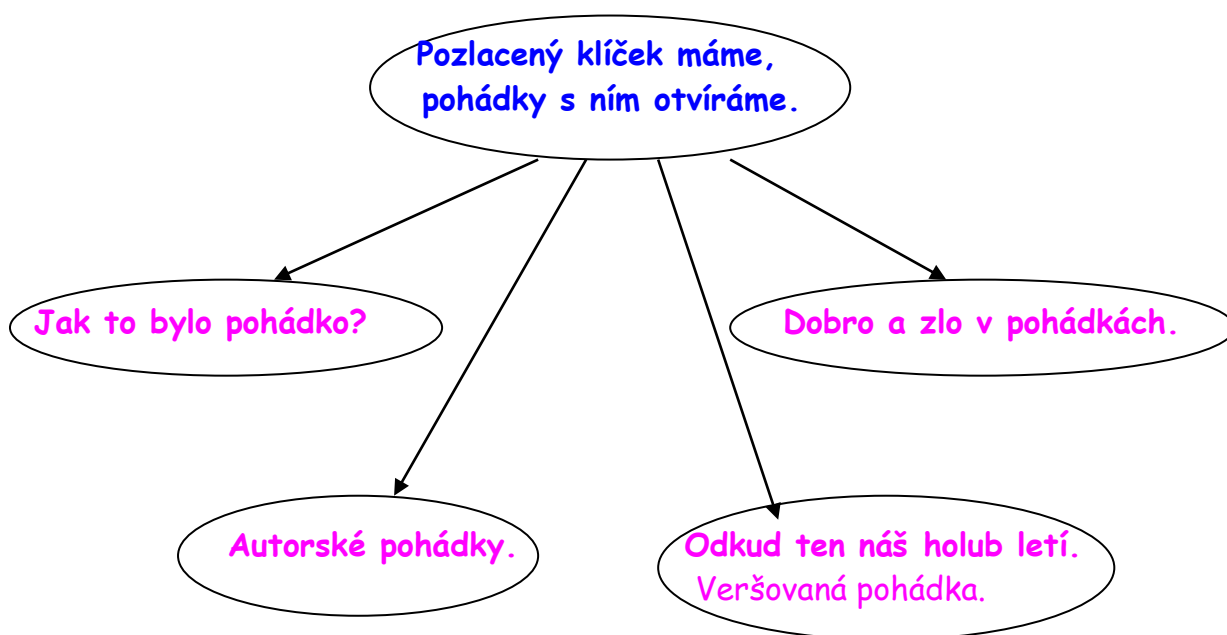 Pozlacený klíček máme,
pohádky s ním otvíráme.
Jak to bylo pohádko?
Dobro a zlo v pohádkách.
Autorské pohádky.
Odkud ten náš holub letí.
Veršovaná pohádka.